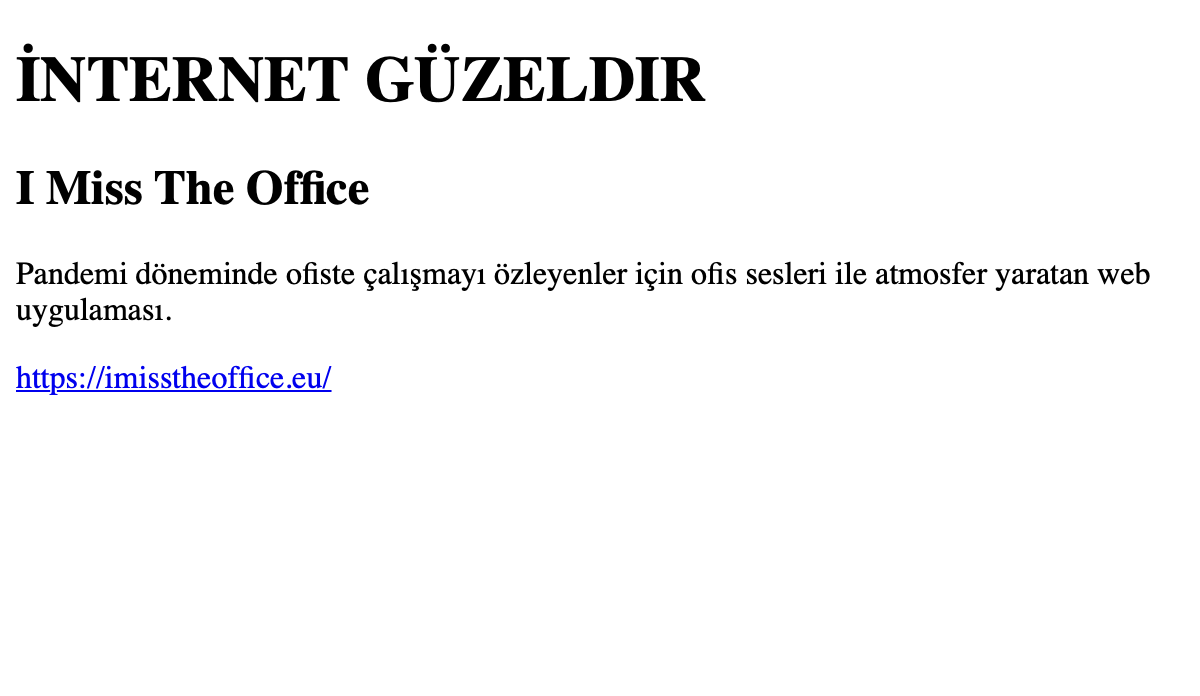 İNTERNET GÜZELDIR
I Miss The Office
Pandemi döneminde ofiste çalışmayı özleyenler için ofis sesleri ile atmosfer yaratan web
uygulaması.
https://imisstheoffice.eu/